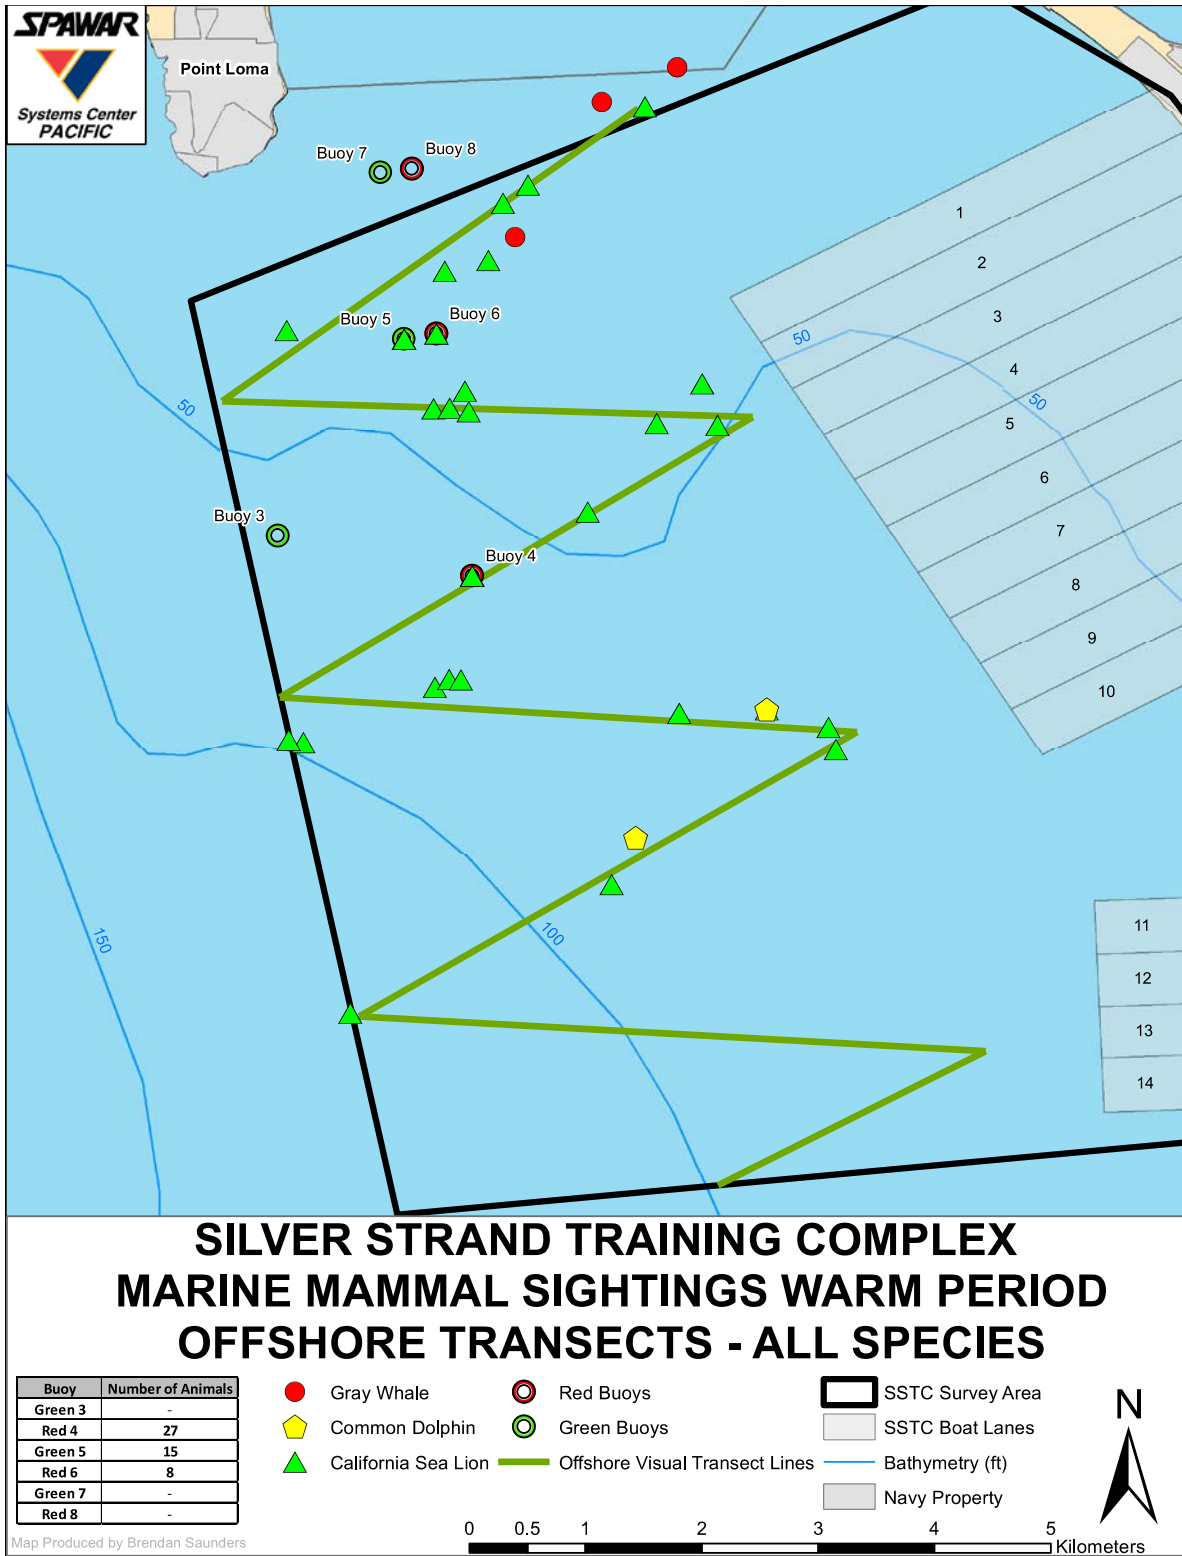 SPAWAR
Systems Center
PACIFIC
Point Loma
Buoy 7
Buoy 8
1
2
Buoy 5
Buoy 6
3
50
4
50
50
5
6
Buoy 3
7
Buoy 4
8
9
10
11
150
100
12
13
14
SILVER STRAND TRAINING COMPLEX
MARINE MAMMAL SIGHTINGS WARM PERIOD
OFFSHORE TRANSECTS - ALL SPECIES
Buoy Number of Animals
Green 3 -
Red 4 27
Green 5 15
Red 6 8
Green 7 -
Red 8 -
Map Produced by Brendan Saunders
Gray Whale
Common Dolphin
California Sea Lion
Red Buoys
Green Buoys
Offshore Visual Transect Lines
SSTC Survey Area
SSTC Boat Lanes
Bathymetry (ft)
Navy Property
N
0 0.5 1 2 3 4 5
Kilometers